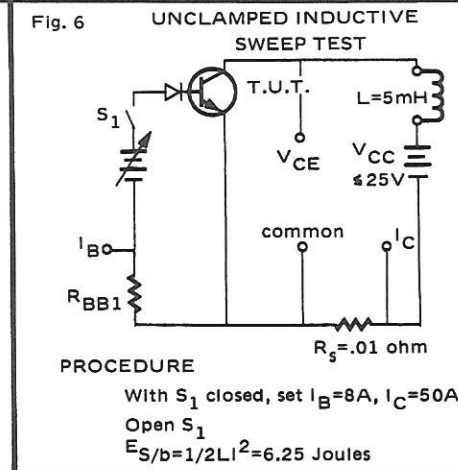 Fig. 6
UNCLAMPED INDUCTIVE
SWEEP TEST
T.U.T.
L=5mH
S1
VCE
VCC
≦25V
IB
common
IC
RBB1
Rs=.01 ohm
PROCEDURE
With S1 closed, set IB=8A, IC=50A
Open S1
ES/b=1/2LI²=6.25 Joules